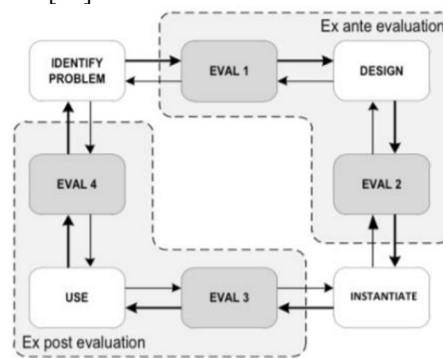 Ex ante evaluation
IDENTIFY
PROBLEM
EVAL 1
DESIGN
EVAL 4
EVAL 2
USE
EVAL 3
INSTANTIATE
Ex post evaluation